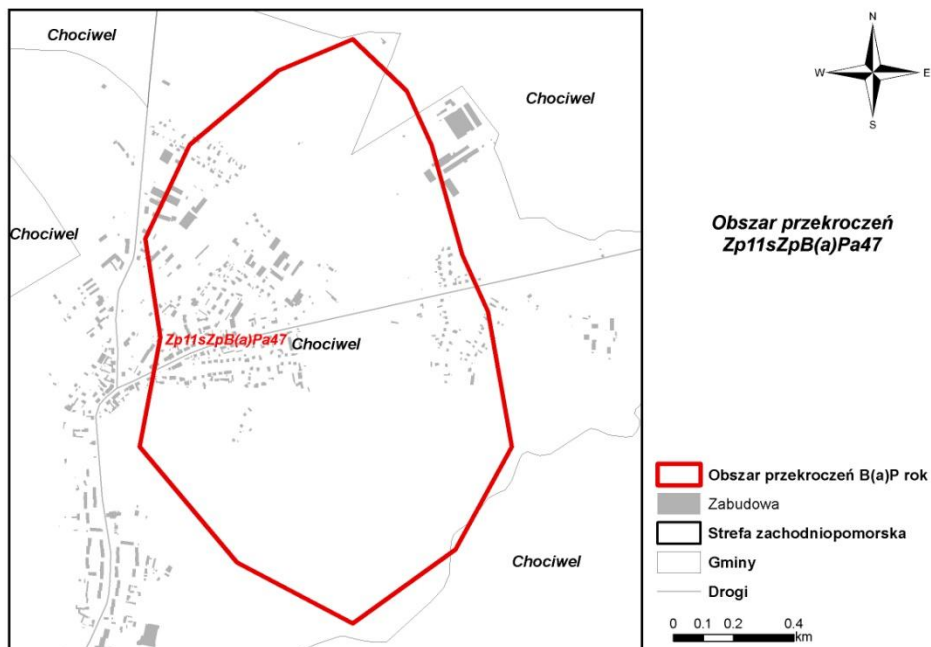 Chociwel
Chociwel
Chociwel
Zp11sZpB(a)Pa47
Chociwel
Chociwel
N
W
E
S
Obszar przekroczeń
Zp11sZpB(a)Pa47
Obszar przekroczeń B(a)P rok
Zabudowa
Strefa zachodniopomorska
Gminy
Drogi
0 0.1 0.2 0.4
km